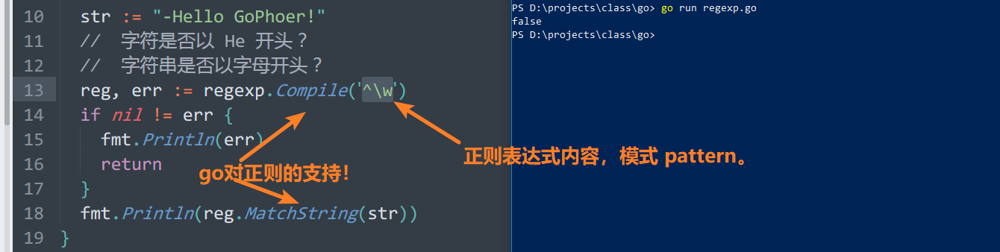 10 str := "-Hello GoPhoer!"
11 // 字符是否以 He 开头？
12 // 字符串是否以字母开头？
13 reg, err := regexp.Compile(`^\w`)
14 if nil != err {
15 fmt.Println(err)
16 return
17 }
18 fmt.Println(reg.MatchString(str))
19 }
go对正则的支持！
正则表达式内容，模式 pattern。
PS D:\projects\class\go> go run regexp.go
false
PS D:\projects\class\go>